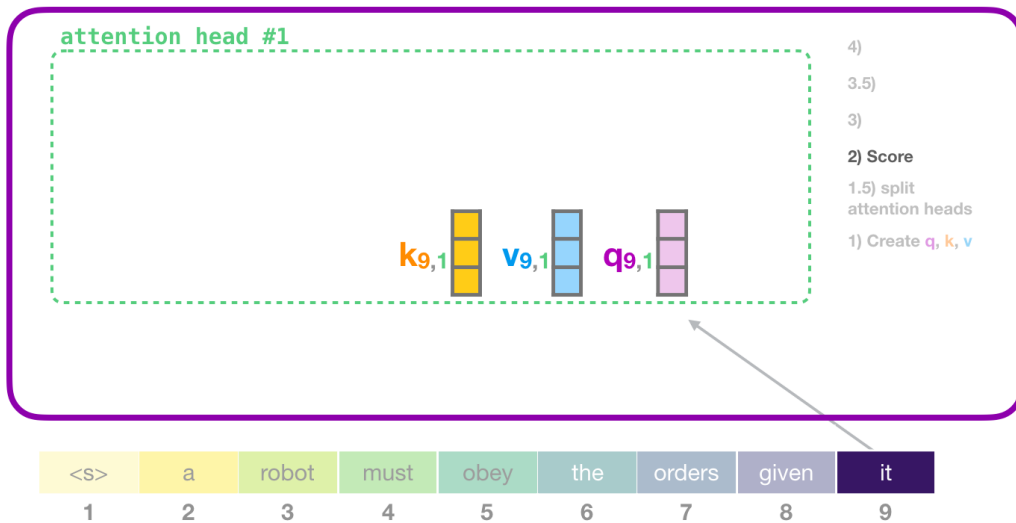 attention head #1
4)
3.5)
3)
2) Score
1.5) split
attention heads
1) Create q, k, v
k9,1 v9,1 q9,1
<s> a robot must obey the orders given it
1 2 3 4 5 6 7 8 9